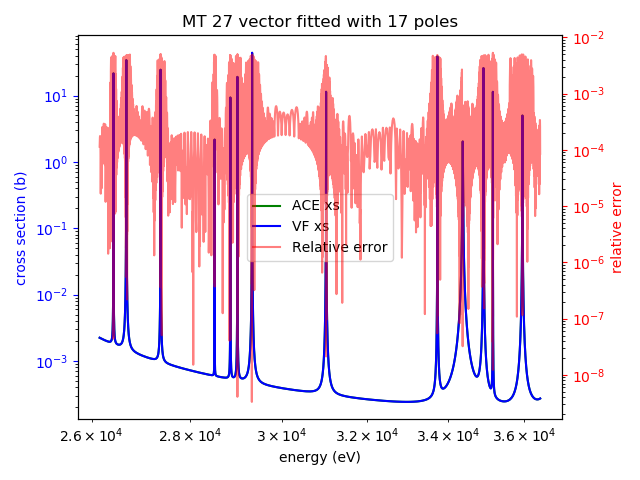 MT 27 vector fitted with 17 poles
cross section (b)
10¹
10⁰
10⁻¹
10⁻²
10⁻³
ACE xs
VF xs
Relative error
10⁻²
10⁻³
10⁻⁴
10⁻⁵
10⁻⁶
10⁻⁷
10⁻⁸
relative error
2.6 × 10⁴ 2.8 × 10⁴ 3 × 10⁴ 3.2 × 10⁴ 3.4 × 10⁴ 3.6 × 10⁴
energy (eV)